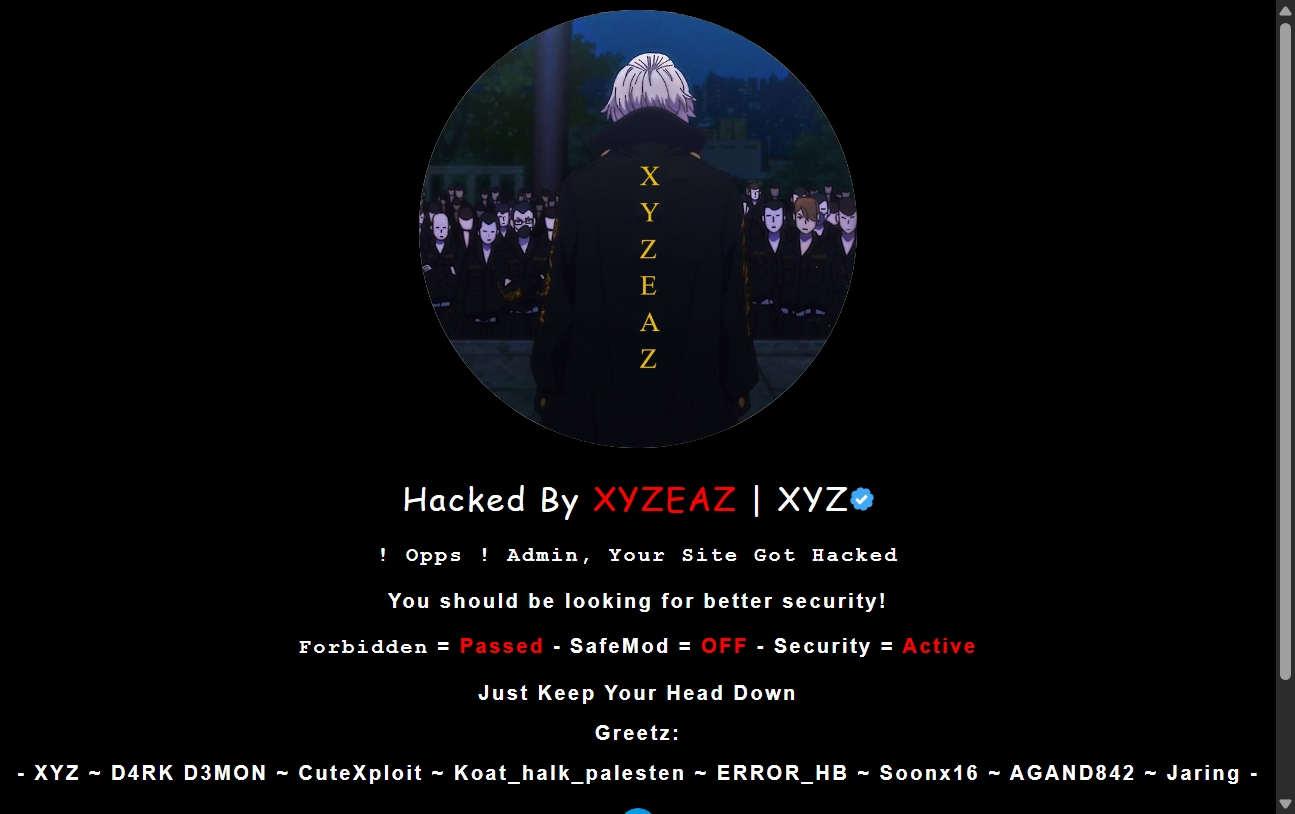 X
Y
Z
E
A
Z
Hacked By XYZEAZ | XYZ
! Opps ! Admin, Your Site Got Hacked
You should be looking for better security!
Forbidden = Passed - SafeMod = OFF - Security = Active
Just Keep Your Head Down
Greetz:
- XYZ ~ D4RK D3MON ~ CuteXploit ~ Koat_halk_palesten ~ ERROR_HB ~ Soonx16 ~ AGAND842 ~ Jaring -